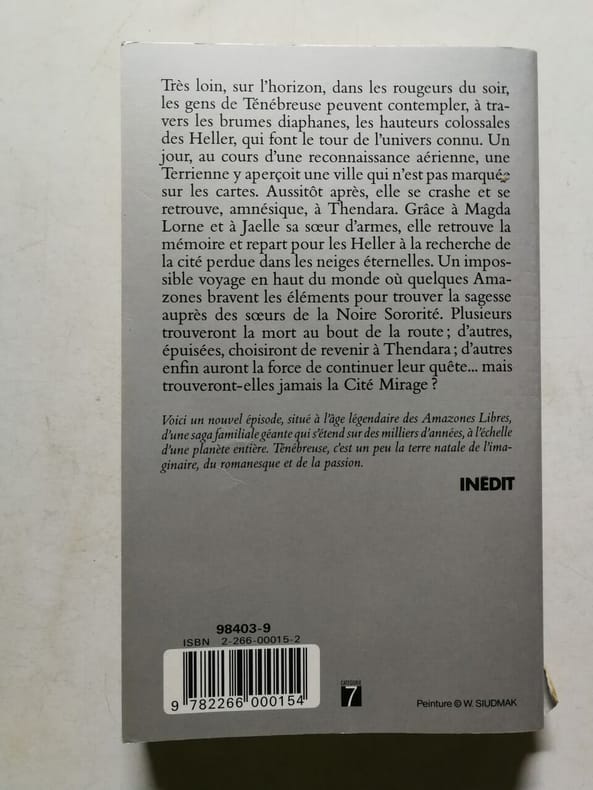 Très loin, sur l'horizon, dans les rougeurs du soir,
les gens de Ténébreuse peuvent contempler, à tra-
vers les brumes diaphanes, les hauteurs colossales
des Heller, qui font le tour de l'univers connu. Un
jour, au cours d'une reconnaissance aérienne, une
Terrienne y aperçoit une ville qui n'est pas marquée
sur les cartes. Aussitôt après, elle se crashe et se
retrouve, amnésique, à Thendara. Grâce à Magda
Lorne et à Jaelle sa sœur d'armes, elle retrouve la
mémoire et repart pour les Heller à la recherche de
la cité perdue dans les neiges éternelles. Un impos-
sible voyage en haut du monde où quelques Ama-
zones bravent les éléments pour trouver la sagesse
auprès des sœurs de la Noire Sororité. Plusieurs
trouveront la mort au bout de la route ; d'autres,
épuisées, choisiront de revenir à Thendara ; d'autres
enfin auront la force de continuer leur quête... mais
trouveront-elles jamais la Cité Mirage ?
Voici un nouvel épisode, situé à l'âge légendaire des Amazones Libres,
d'une saga familiale géante qui s'étend sur des milliers d'années, à l'échelle
d'une planète entière. Ténébreuse, c'est un peu la terre natale de l'ima-
ginaire, du romanesque et de la passion.
INÉDIT
98403-9
ISBN 2-266-00015-2
9 782266 000154
CATÉGORIE
7
Peinture © W. SIUDMAK